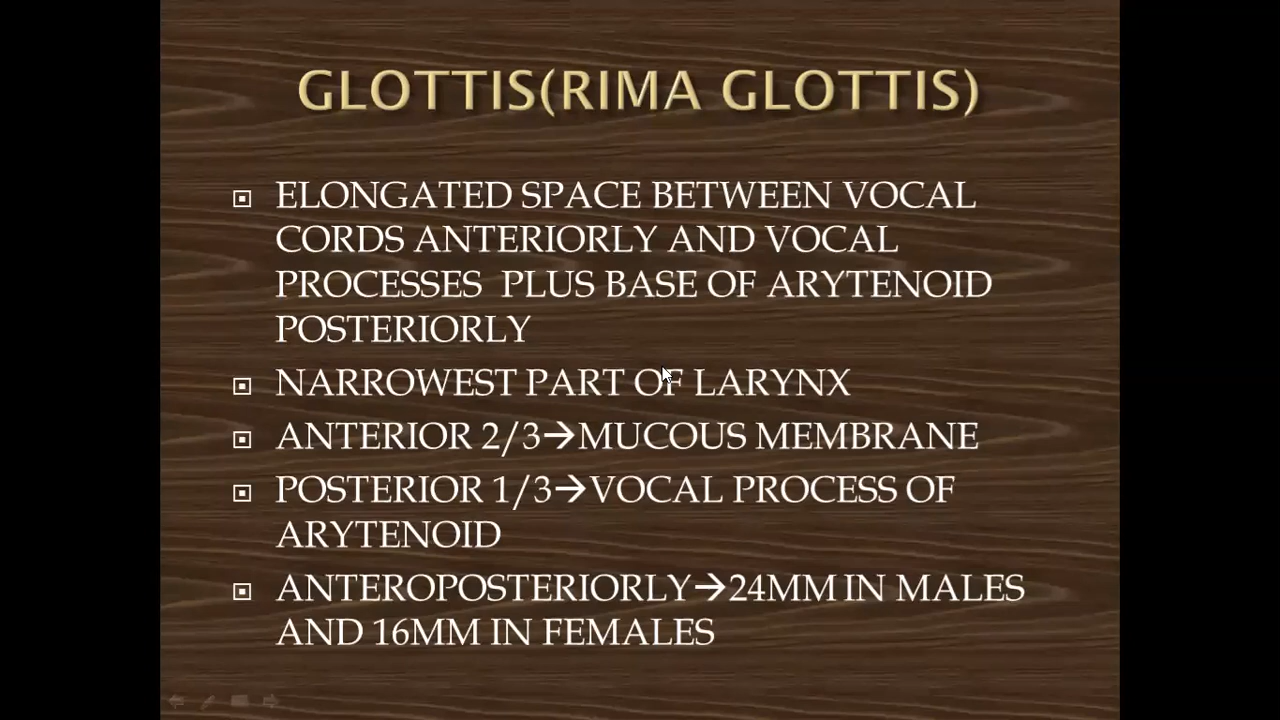 GLOTTIS(RIMA GLOTTIS)
ELONGATED SPACE BETWEEN VOCAL
CORDS ANTERIORLY AND VOCAL
PROCESSES PLUS BASE OF ARYTENOID
POSTERIORLY
NARROWEST PART OF LARYNX
ANTERIOR 2/3→MUCOUS MEMBRANE
POSTERIOR 1/3→VOCAL PROCESS OF
ARYTENOID
ANTEROPOSTERIORLY→24MM IN MALES
AND 16MM IN FEMALES